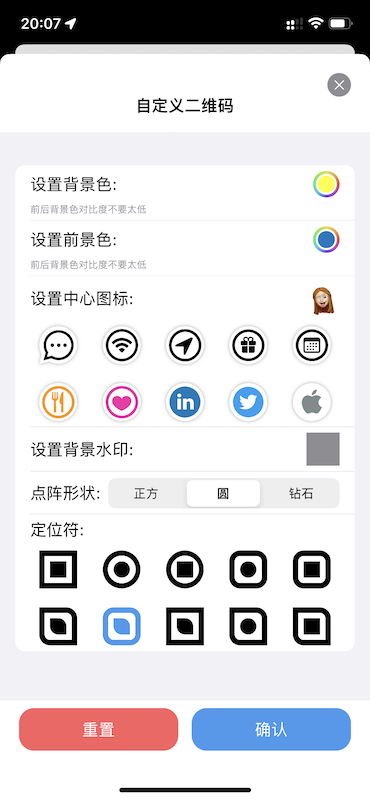 20:07
自定义二维码
设置背景色:
前后背景色对比度不要太低
设置前景色:
前后背景色对比度不要太低
设置中心图标:
in
设置背景水印:
点阵形状: 正方 圆 钻石
定位符:
重置 确认